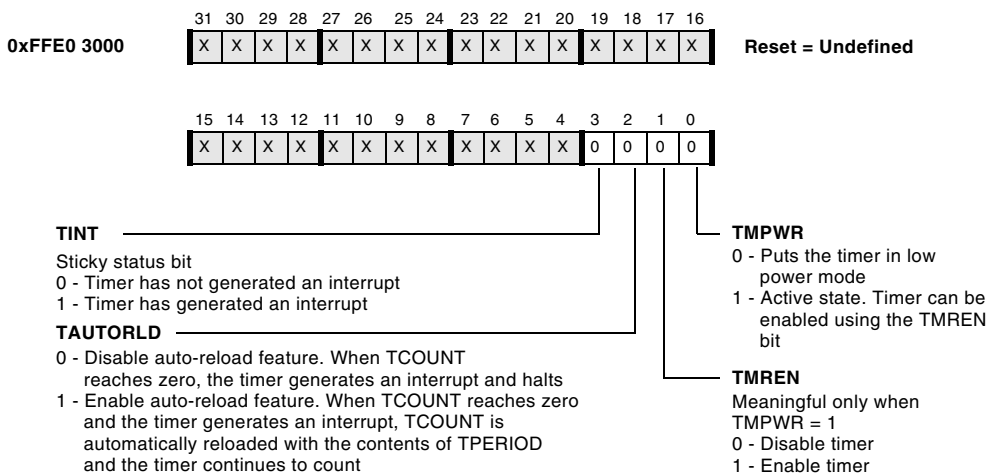 31 30 29 28 27 26 25 24 23 22 21 20 19 18 17 16
0xFFE0 3000 X X X X X X X X X X X X X X X X Reset = Undefined
15 14 13 12 11 10 9 8 7 6 5 4 3 2 1 0
X X X X X X X X X X X X 0 0 0 0
TINT
Sticky status bit
0 - Timer has not generated an interrupt
1 - Timer has generated an interrupt
TAUTORLD
0 - Disable auto-reload feature. When TCOUNT
reaches zero, the timer generates an interrupt and halts
1 - Enable auto-reload feature. When TCOUNT reaches zero
and the timer generates an interrupt, TCOUNT is
automatically reloaded with the contents of TPERIOD
and the timer continues to count
TMPWR
0 - Puts the timer in low
power mode
1 - Active state. Timer can be
enabled using the TMREN
bit
TMREN
Meaningful only when
TMPWR = 1
0 - Disable timer
1 - Enable timer